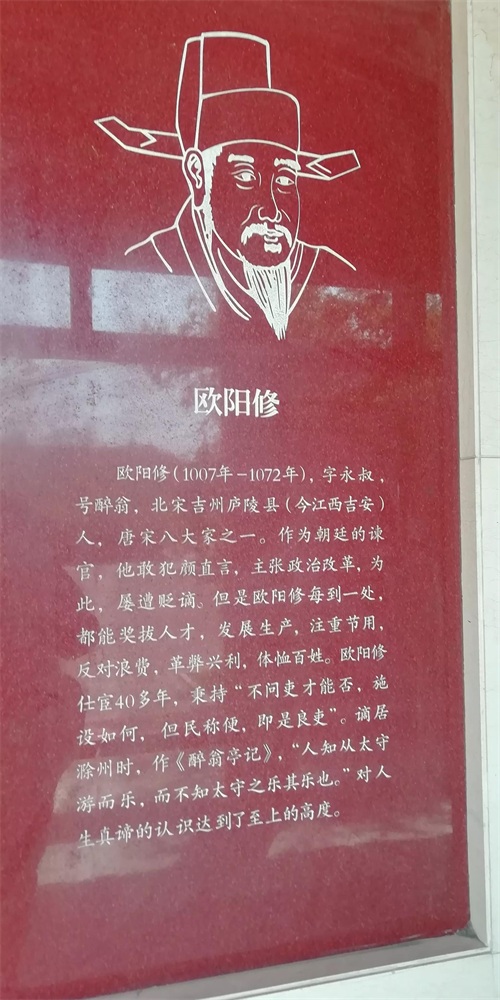 欧阳修
欧阳修（1007年－1072年），字永叔，
号醉翁，北宋吉州庐陵县（今江西吉安）
人，唐宋八大家之一。作为朝廷的谏
官，他敢犯颜直言，主张政治改革，为
此，屡遭贬谪。但是欧阳修每到一处，
都能奖拔人才，发展生产，注重节用，
反对浪费，革弊兴利，体恤百姓。欧阳修
仕宦40多年，秉持“不问吏才能否，施
设如何，但民称便，即是良吏”。谪居
滁州时，作《醉翁亭记》，“人知从太守
游而乐，而不知太守之乐其乐也。”对人
生真谛的认识达到了至上的高度。